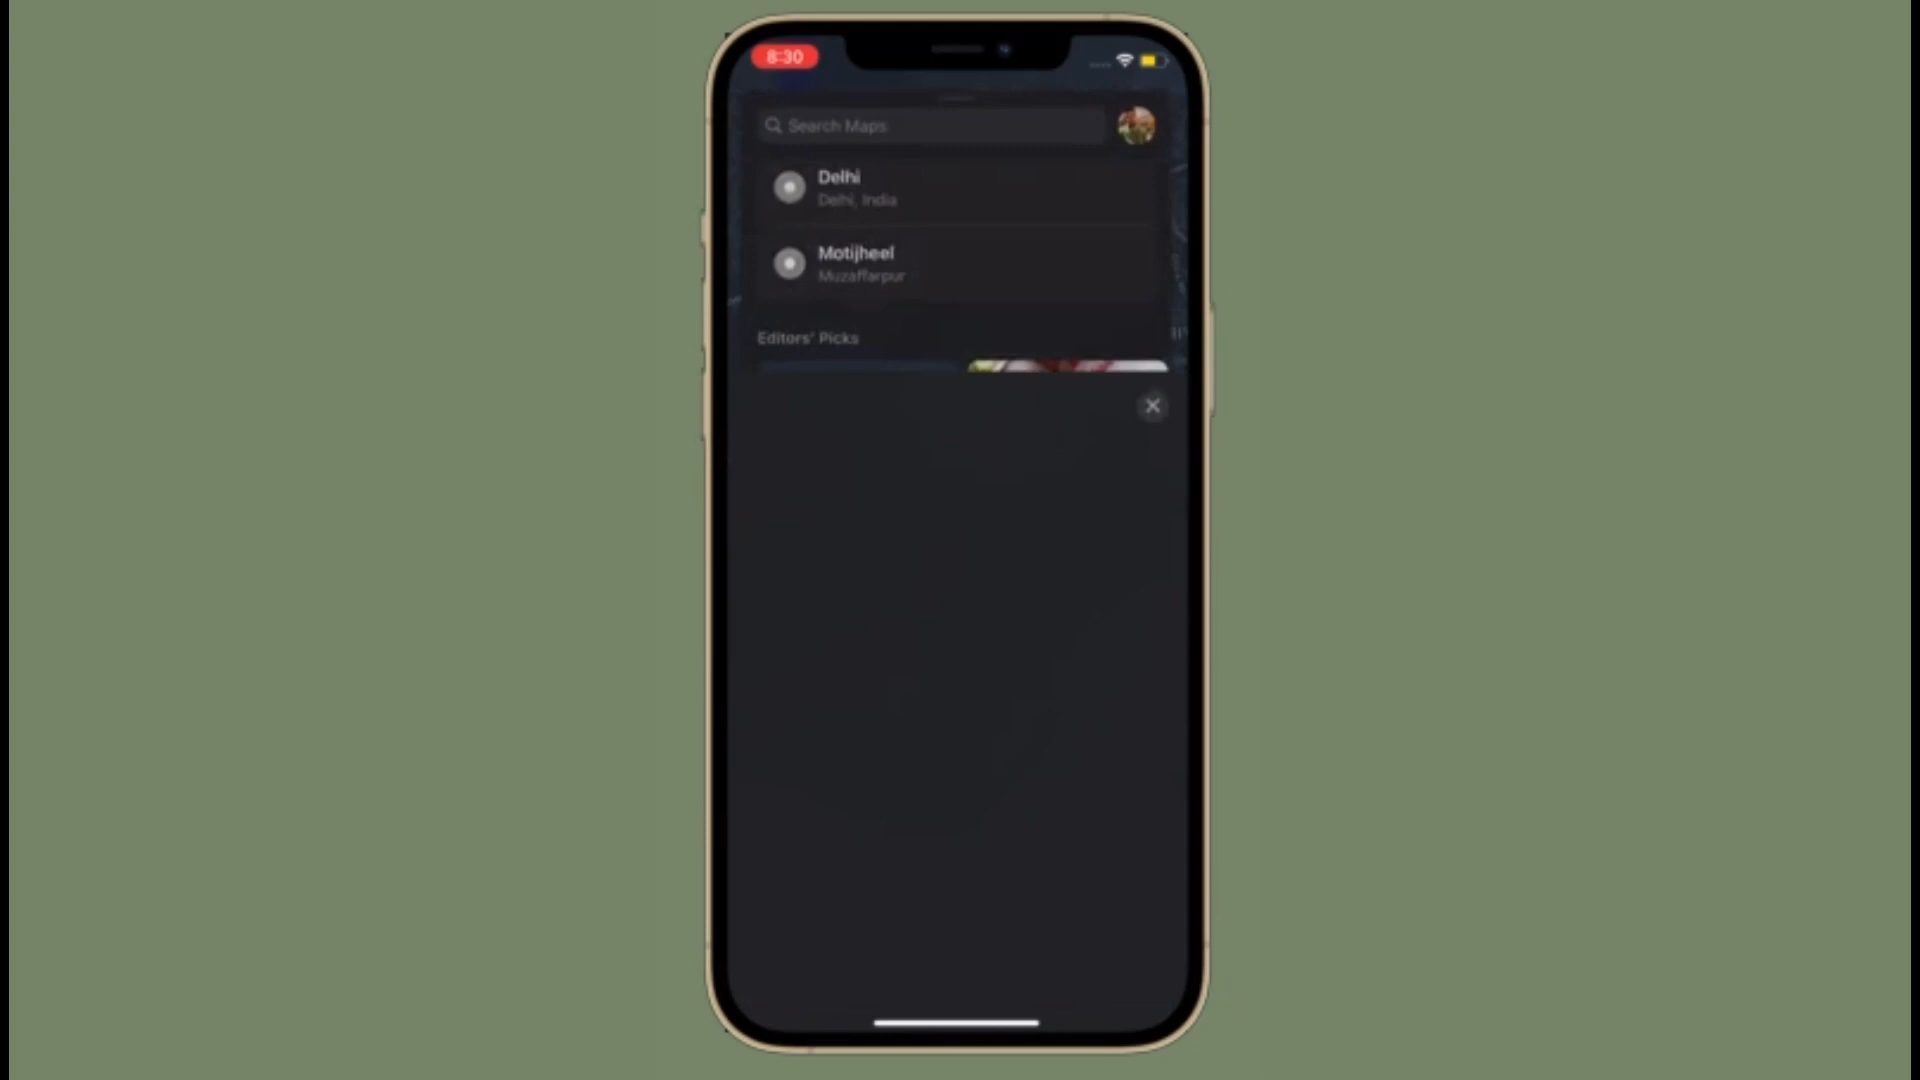 8:30
Search Maps
Delhi
Delhi, India
Motijheel
Muzaffarpur
Editors' Picks